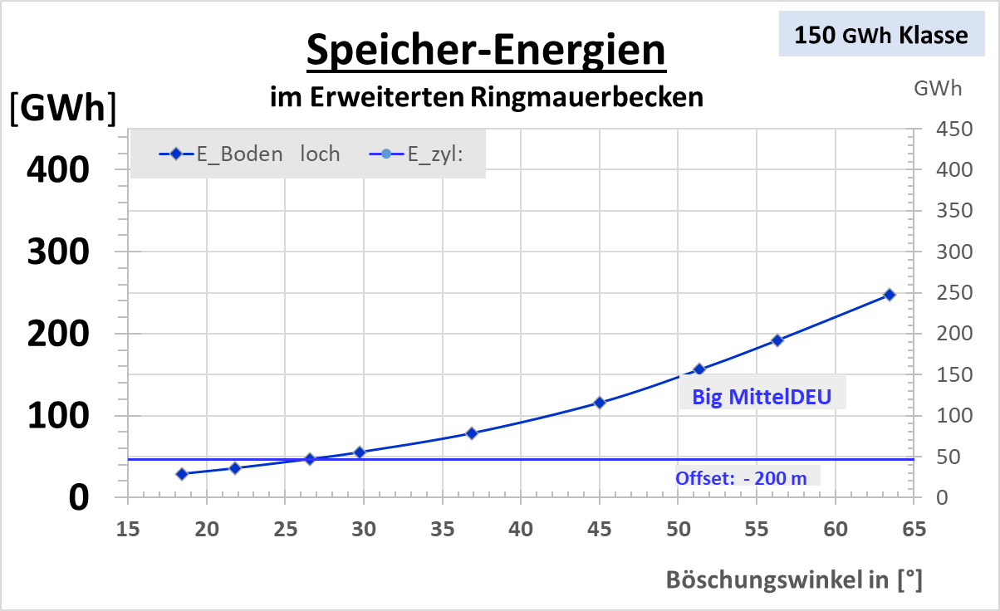 150 GWh Klasse
Speicher-Energien
im Erweiterten Ringmauerbecken
[GWh]
GWh
E_Boden loch E_zyl:
450
400 400
350
300 300
250
200 200
150
Big MittelDEU
100 100
50
Offset: - 200 m
0 0
15 20 25 30 35 40 45 50 55 60 65
Böschungswinkel in [°]